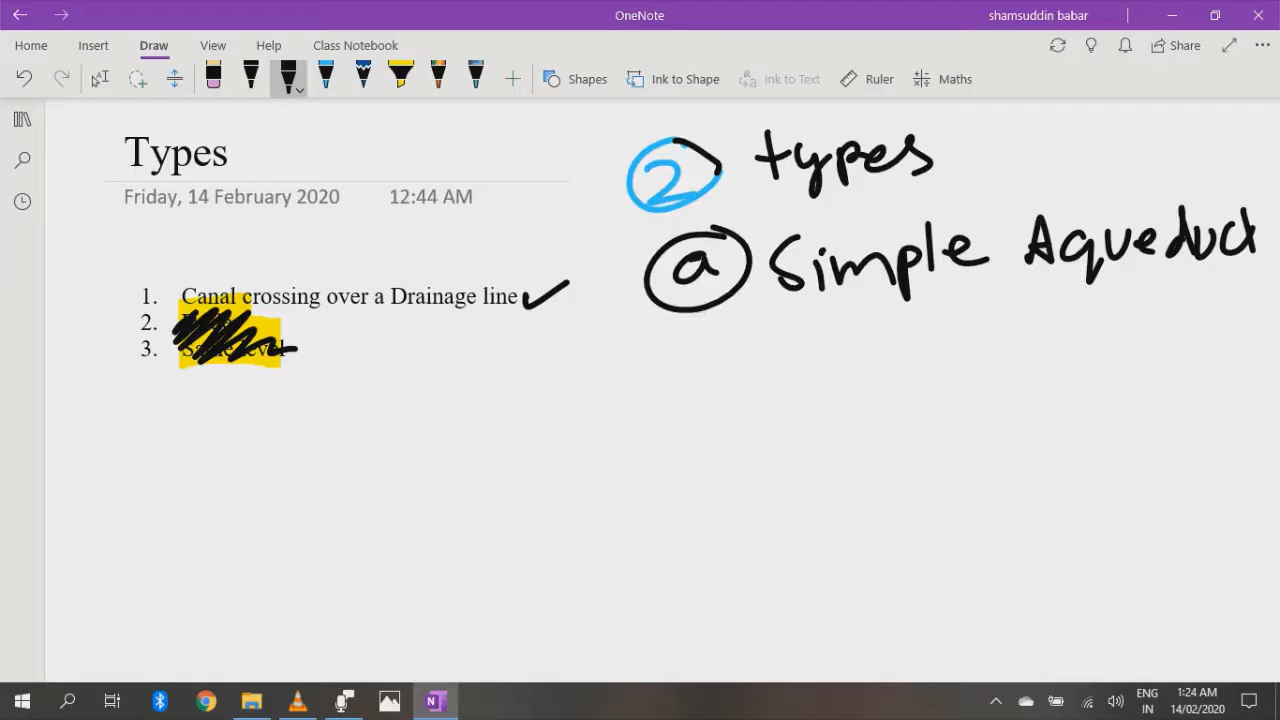 OneNote
shamsuddin babar
Home Insert Draw View Help Class Notebook
Share
Shapes Ink to Shape Ink to Text Ruler Maths
Types
Friday, 14 February 2020 12:44 AM
1. Canal crossing over a Drainage line
2.
3. level
2 types
a Simple Aqueduct
ENG 1:24 AM
IN 14/02/2020